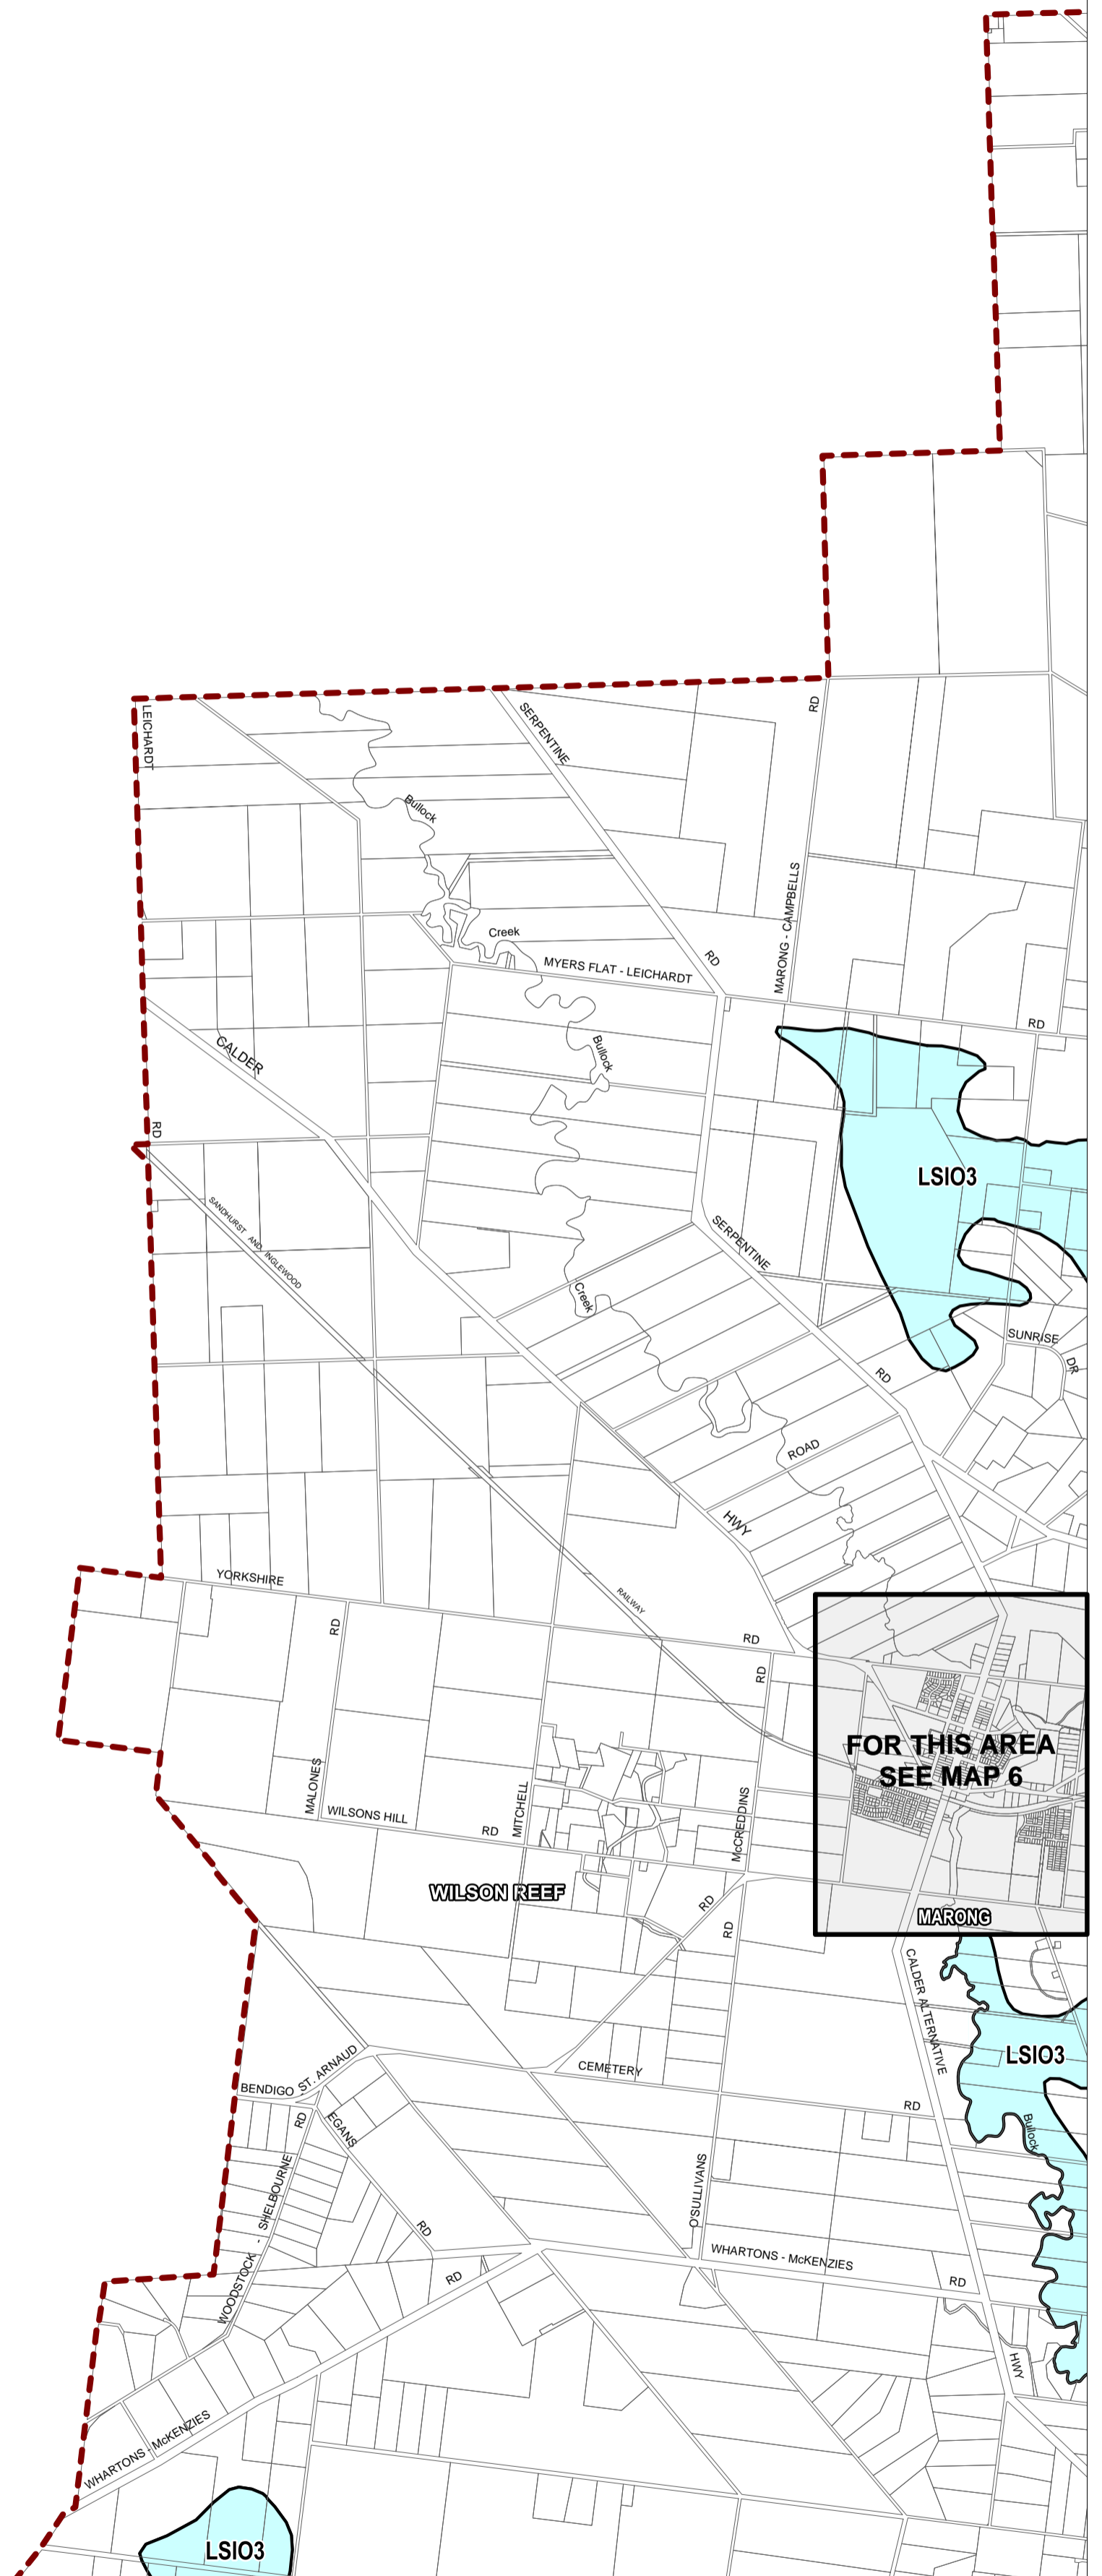 LEICHARDT
SERPENTINE
RD
Bullock
MARONG - CAMPBELLS
Creek
RD
MYERS FLAT - LEICHARDT
RD
CALDER
Bullock
RD
LSIO3
SANDHURST AND INGLEWOOD
SERPENTINE
Creek
SUNRISE
DR
RD
ROAD
HWY
YORKSHIRE
RAILWAY
RD
RD
RD
FOR THIS AREA
SEE MAP 6
MALONES
MITCHELL
McCREDDINS
WILSONS HILL
RD
WILSON REEF
RD
RD
MARONG
CALDER ALTERNATIVE
LSIO3
BENDIGO - ST. ARNAUD
CEMETERY
RD
RD
EGANS
Bullock
WOODSTOCK - SHELBOURNE
O'SULLIVANS
RD
WHARTONS - McKENZIES
RD
RD
HWY
WHARTONS - McKENZIES
LSIO3